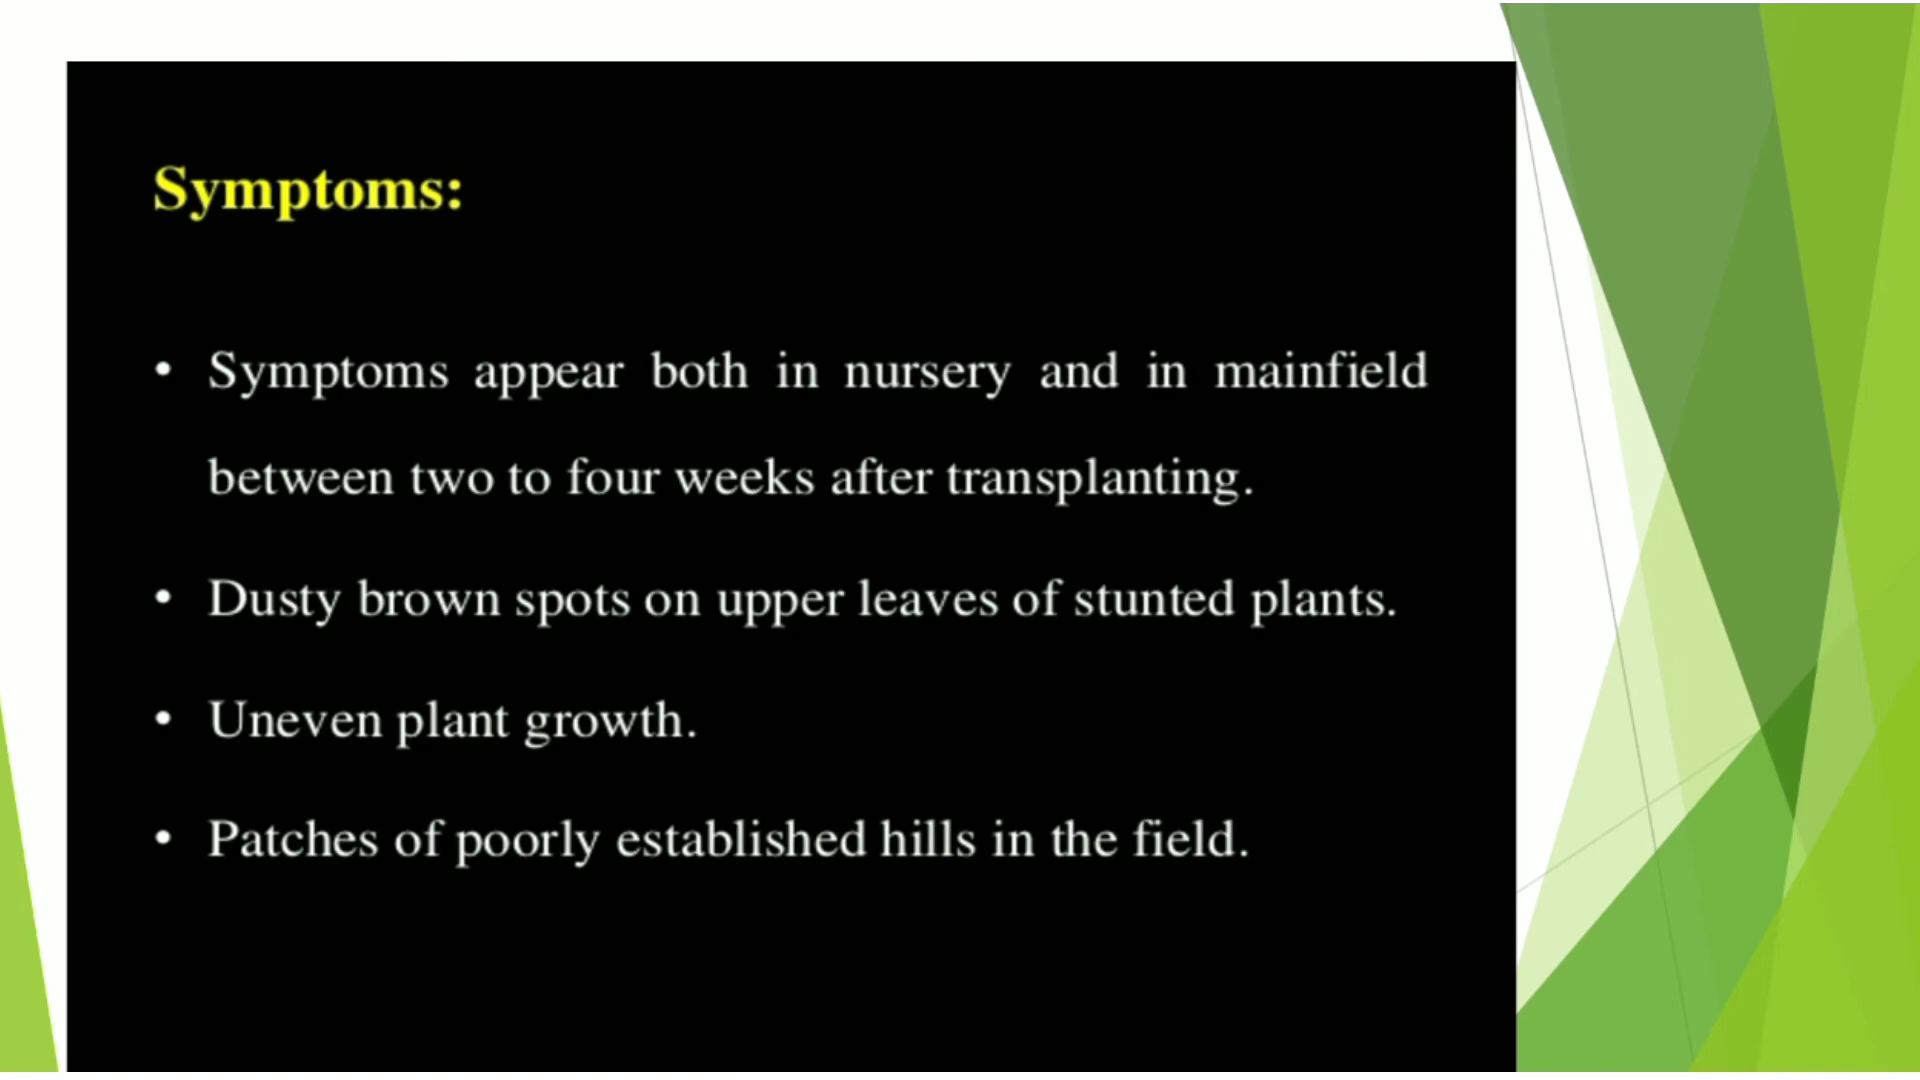 Symptoms:
• Symptoms appear both in nursery and in mainfield
between two to four weeks after transplanting.
• Dusty brown spots on upper leaves of stunted plants.
• Uneven plant growth.
• Patches of poorly established hills in the field.